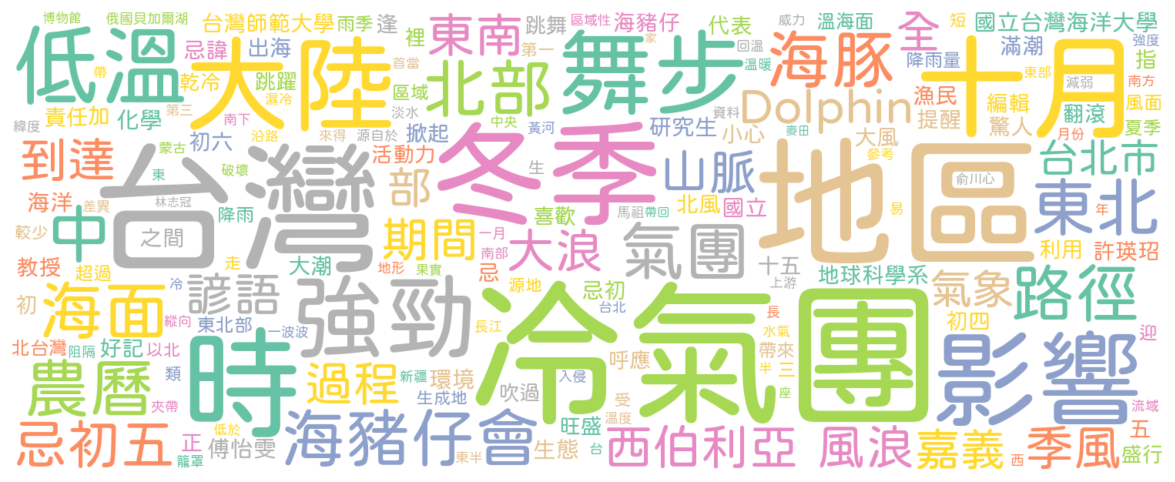 博物館
俄國貝加爾湖
台灣師範大學
雨季
逢
裡
海豬仔
跳舞
區域性
代表
威力
溫海面
短
國立台灣海洋大學
強度
低溫
大陸
忌諱
出海
東南
第一
舞步
家
回溫
海豚
全
降雨量
滿潮
指
帶
首當
乾冷
跳躍
北部
溫暖
十月
東部
減弱
南方
風面
責任加
化學
第三
濕冷
區域
中央
Dolphin
漁民
編輯
翻滾
夏季
南下
沿路
淡水
黃河
資料
提醒
驚人
月份
緯度
初六
來得
源自於
掀起
研究生
小心
大風
麥田
台北市
到達
蒙古
台灣
活動力
冬季
生
山脈
地區
參考
東
破壞
部
北風
國立
俞川心
東北
海洋
差異
林志冠
喜歡
馬祖
帶回
易
年
較少
中
之間
降雨
期間
一月
大浪
氣團
利用
許瑛玿
教授
超過
走
大潮
地形
南部
果實
忌
十五
上游
地球科學系
初
海面
諺語
冷
強勁
源地
忌初
台北
長
氣象
路徑
縱向
東北部
一波波
長江
冷氣團
水氣
初四
迎
北台灣
阻隔
好記
以北
時
呼應
帶來
半
三
影響
農曆
類
過程
新疆
環境
生成地
吹過
入侵
受
座
夾帶
低於
旺盛
溫度
流域
五
忌初五
正
籠罩
傅怡雯
海豬仔會
東半
生態
台
西伯利亞
風浪
嘉義
西
季風
盛行